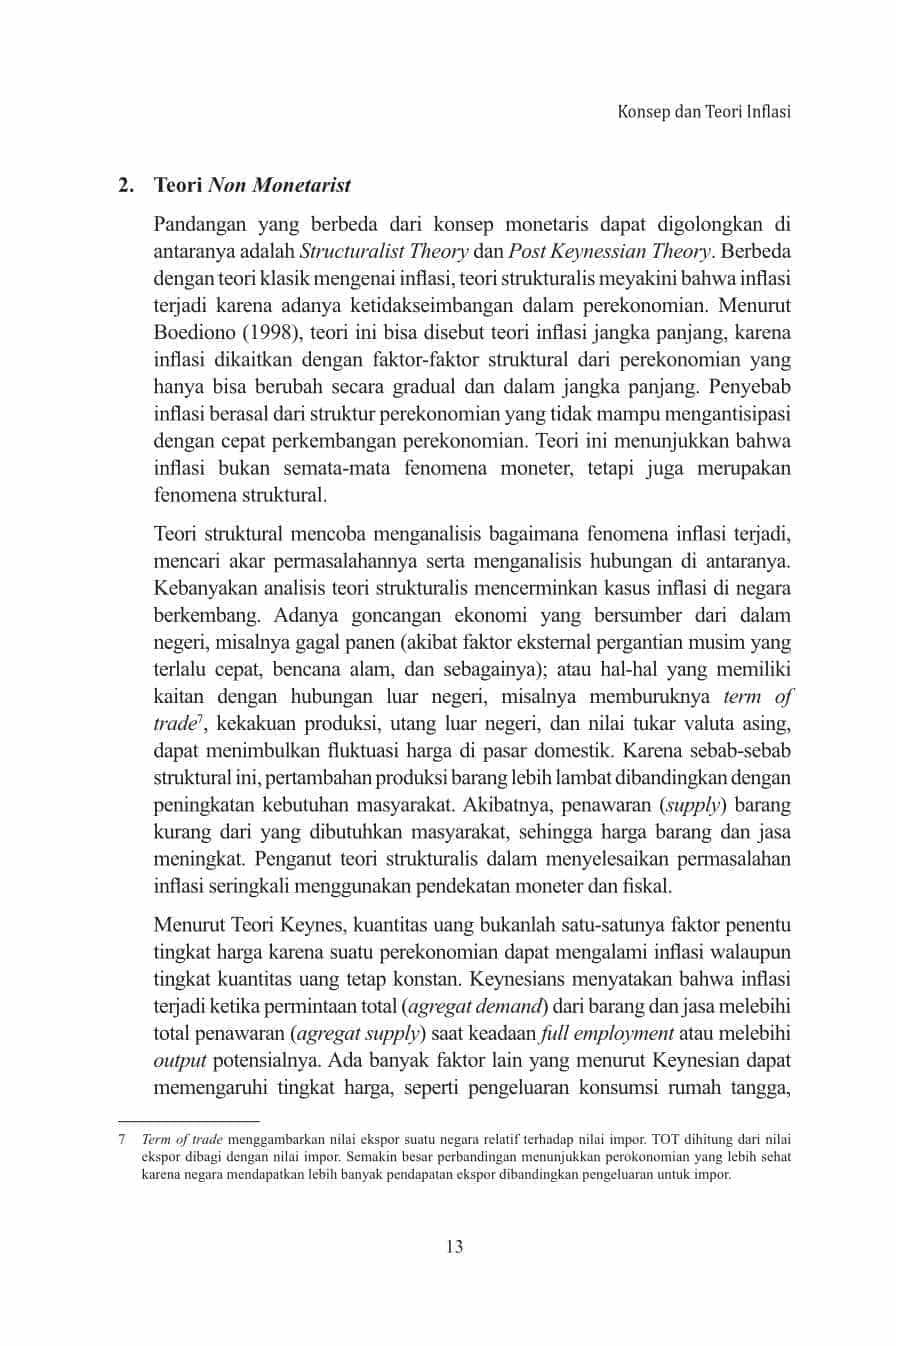 Konsep dan Teori Inflasi
2. Teori Non Monetarist
Pandangan yang berbeda dari konsep monetaris dapat digolongkan di
antaranya adalah Structuralist Theory dan Post Keynessian Theory. Berbeda
dengan teori klasik mengenai inflasi, teori strukturalis meyakini bahwa inflasi
terjadi karena adanya ketidakseimbangan dalam perekonomian. Menurut
Boediono (1998), teori ini bisa disebut teori inflasi jangka panjang, karena
inflasi dikaitkan dengan faktor-faktor struktural dari perekonomian yang
hanya bisa berubah secara gradual dan dalam jangka panjang. Penyebab
inflasi berasal dari struktur perekonomian yang tidak mampu mengantisipasi
dengan cepat perkembangan perekonomian. Teori ini menunjukkan bahwa
inflasi bukan semata-mata fenomena moneter, tetapi juga merupakan
fenomena struktural.
Teori struktural mencoba menganalisis bagaimana fenomena inflasi terjadi,
mencari akar permasalahannya serta menganalisis hubungan di antaranya.
Kebanyakan analisis teori strukturalis mencerminkan kasus inflasi di negara
berkembang. Adanya goncangan ekonomi yang bersumber dari dalam
negeri, misalnya gagal panen (akibat faktor eksternal pergantian musim yang
terlalu cepat, bencana alam, dan sebagainya); atau hal-hal yang memiliki
kaitan dengan hubungan luar negeri, misalnya memburuknya term of
trade7, kekakuan produksi, utang luar negeri, dan nilai tukar valuta asing,
dapat menimbulkan fluktuasi harga di pasar domestik. Karena sebab-sebab
struktural ini, pertambahan produksi barang lebih lambat dibandingkan dengan
peningkatan kebutuhan masyarakat. Akibatnya, penawaran (supply) barang
kurang dari yang dibutuhkan masyarakat, sehingga harga barang dan jasa
meningkat. Penganut teori strukturalis dalam menyelesaikan permasalahan
inflasi seringkali menggunakan pendekatan moneter dan fiskal.
Menurut Teori Keynes, kuantitas uang bukanlah satu-satunya faktor penentu
tingkat harga karena suatu perekonomian dapat mengalami inflasi walaupun
tingkat kuantitas uang tetap konstan. Keynesians menyatakan bahwa inflasi
terjadi ketika permintaan total (agregat demand) dari barang dan jasa melebihi
total penawaran (agregat supply) saat keadaan full employment atau melebihi
output potensialnya. Ada banyak faktor lain yang menurut Keynesian dapat
memengaruhi tingkat harga, seperti pengeluaran konsumsi rumah tangga,
7 Term of trade menggambarkan nilai ekspor suatu negara relatif terhadap nilai impor. TOT dihitung dari nilai
ekspor dibagi dengan nilai impor. Semakin besar perbandingan menunjukkan perokonomian yang lebih sehat
karena negara mendapatkan lebih banyak pendapatan ekspor dibandingkan pengeluaran untuk impor.
13